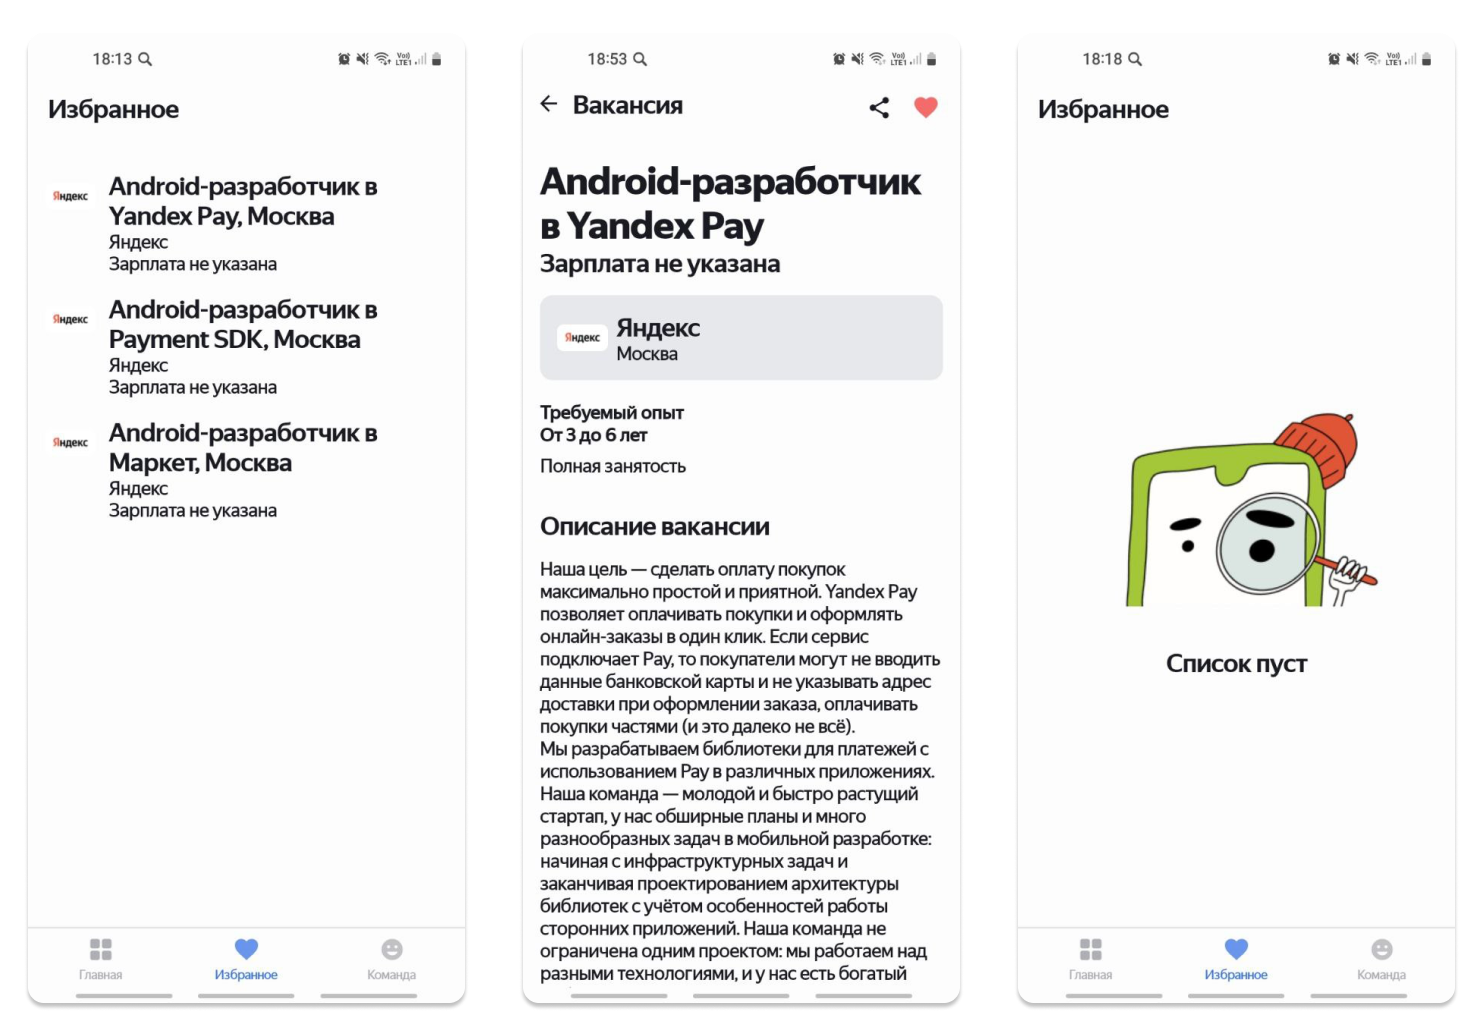 18:13
Избранное
Яндекс
Android-разработчик в
Yandex Pay, Москва
Яндекс
Зарплата не указана
Яндекс
Android-разработчик в
Payment SDK, Москва
Яндекс
Зарплата не указана
Яндекс
Android-разработчик в
Маркет, Москва
Яндекс
Зарплата не указана
Главная
Избранное
Команда
18:53
Вакансия
Android-разработчик
в Yandex Pay
Зарплата не указана
Яндекс
Яндекс
Москва
Требуемый опыт
От 3 до 6 лет
Полная занятость
Описание вакансии
Наша цель — сделать оплату покупок
максимально простой и приятной. Yandex Pay
позволяет оплачивать покупки и оформлять
онлайн-заказы в один клик. Если сервис
подключает Pay, то покупатели могут не вводить
данные банковской карты и не указывать адрес
доставки при оформлении заказа, оплачивать
покупки частями (и это далеко не всё).
Мы разрабатываем библиотеки для платежей с
использованием Pay в различных приложениях.
Наша команда — молодой и быстро растущий
стартап, у нас обширные планы и много
разнообразных задач в мобильной разработке:
начиная с инфраструктурных задач и
заканчивая проектированием архитектуры
библиотек с учётом особенностей работы
сторонних приложений. Наша команда не
ограничена одним проектом: мы работаем над
разными технологиями, и у нас есть богатый
18:18
Избранное
Список пуст
Главная
Избранное
Команда